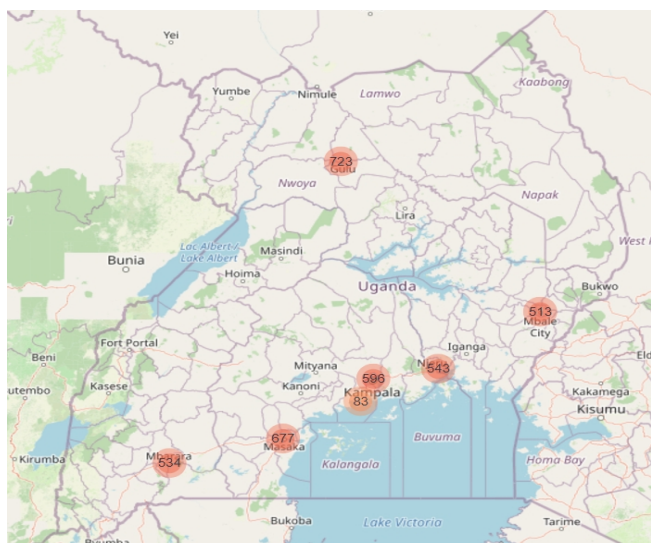 Yei
Kaabong
Yumbe
Nimule
Lamwo
723
Gulu
Nwoya
Napak
Lira
Lac Albert /
Lake Albert
Masindi
Bunia
Hoima
Uganda
Bukwo
513
Mbale
City
Fort Portal
Iganga
Beni
Mityana
543
596
Kakamega
Kasese
Kanoni
Kampala
83
Kisumu
677
Masaka
Buvuma
Mbarara
534
Kirumba
Kalangala
Homa Bay
Bukoba
Lake Victoria
Tarime